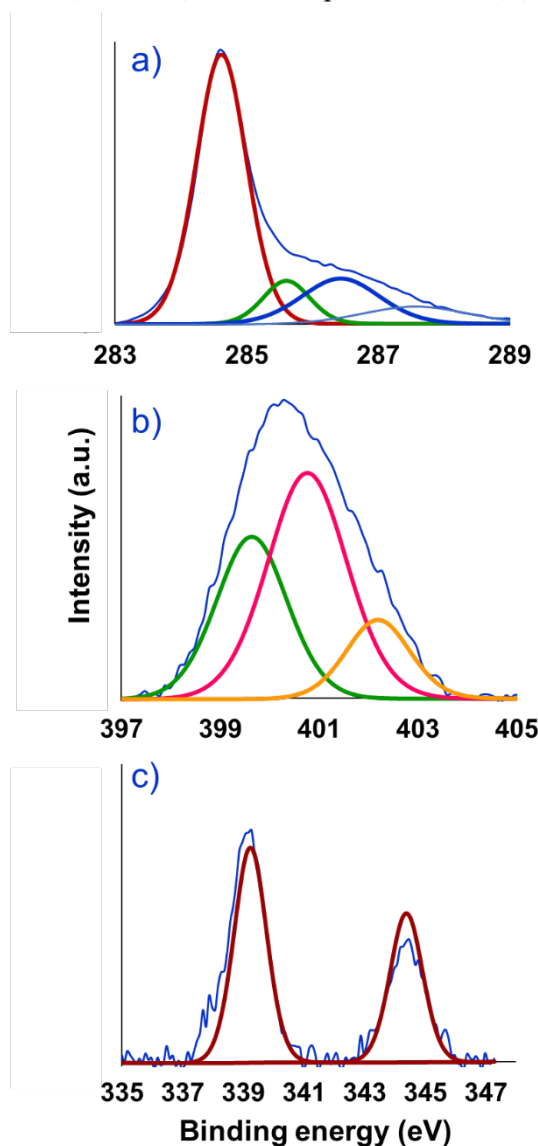 a)
283 285 287 289
b)
Intensity (a.u.)
397 399 401 403 405
c)
335 337 339 341 343 345 347
Binding energy (eV)